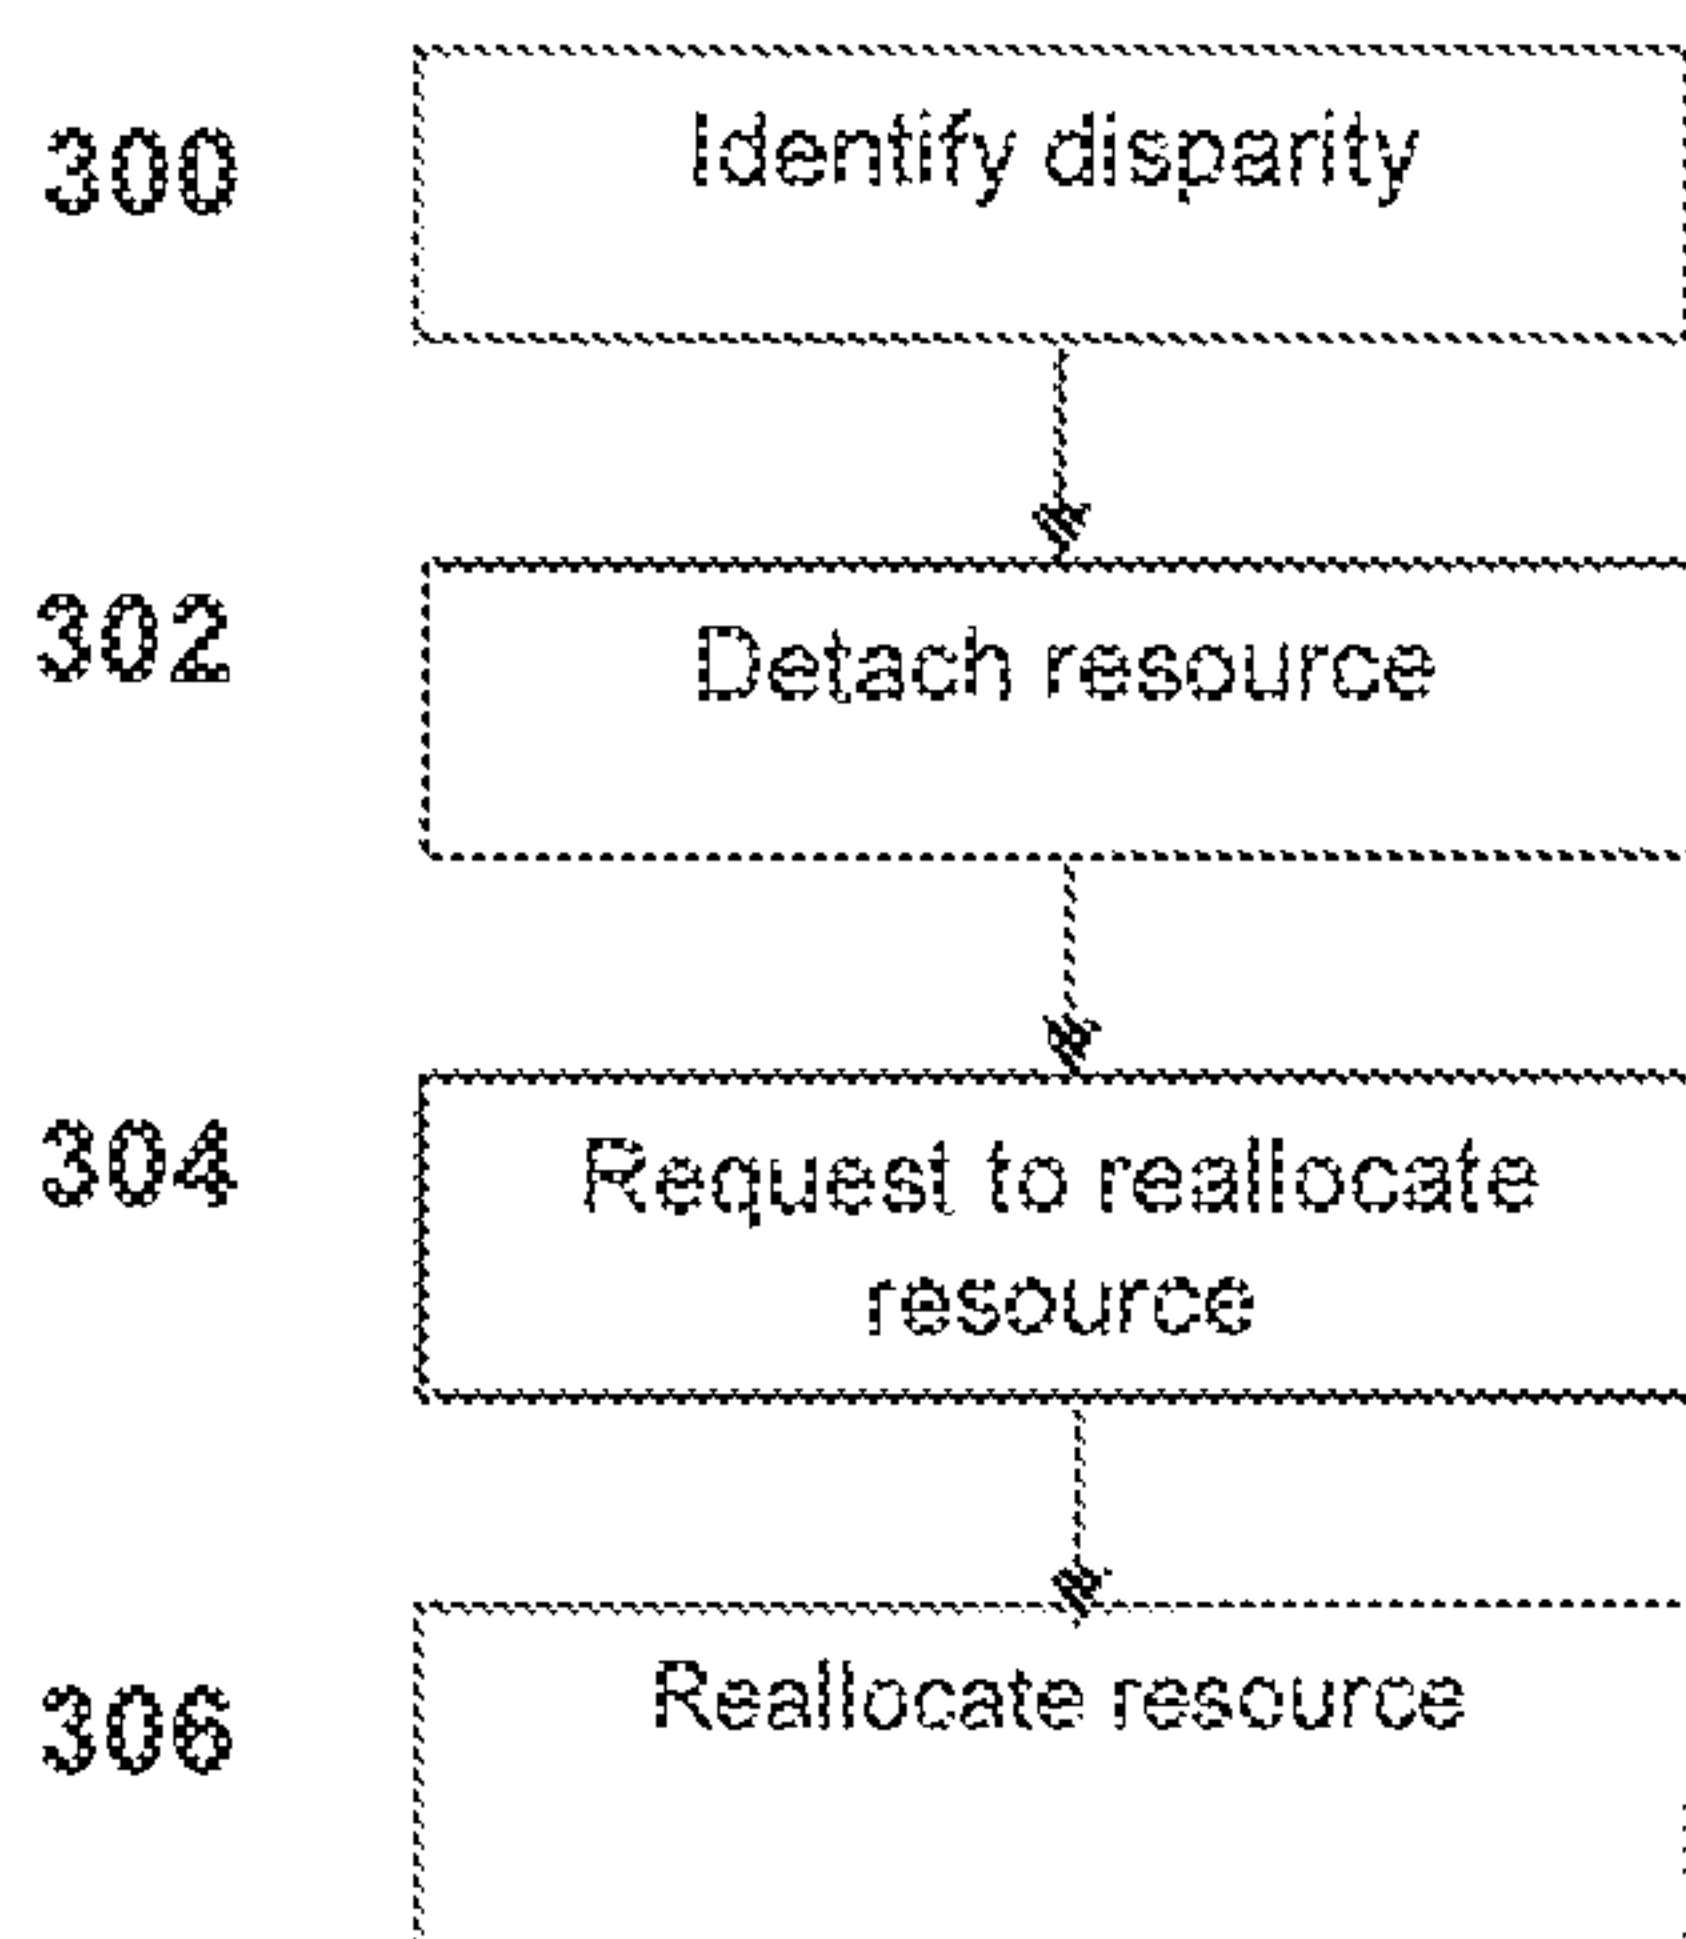 300
Identify disparity
302
Detach resource
304
Request to reallocate
resource
306
Reallocate resource